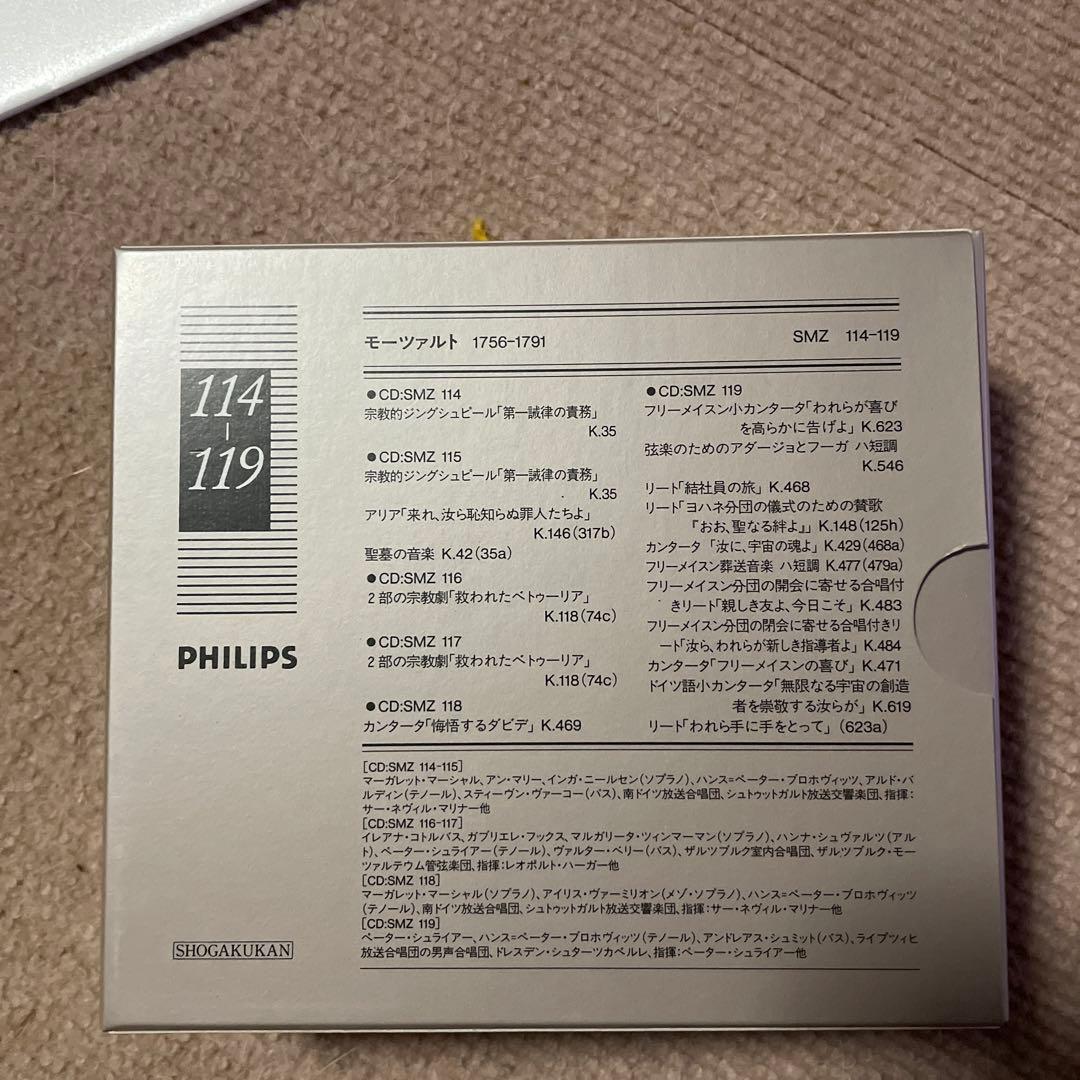 114
-
119
PHILIPS
SHOGAKUKAN
モーツァルト 1756-1791
SMZ 114-119
●CD:SMZ 114
宗教的ジングシュピール「第一誡律の責務」
K.35
●CD:SMZ 115
宗教的ジングシュピール「第一誡律の責務」
K.35
アリア「来れ、汝ら恥知らぬ罪人たちよ」
K.146(317b)
聖墓の音楽 K.42(35a)
●CD:SMZ 116
2部の宗教劇「救われたベトゥーリア」
K.118(74c)
●CD:SMZ 117
2部の宗教劇「救われたベトゥーリア」
K.118(74c)
●CD:SMZ 118
カンタータ「悔悟するダビデ」K.469
●CD:SMZ 119
フリーメイスン小カンタータ「われらが喜び
を高らかに告げよ」K.623
弦楽のためのアダージョとフーガ ハ短調
K.546
リート「結社員の旅」K.468
リート「ヨハネ分団の儀式のための賛歌
『おお、聖なる絆よ』」K.148(125h)
カンタータ「汝に、宇宙の魂よ」K.429(468a)
フリーメイスン葬送音楽 ハ短調 K.477(479a)
フリーメイスン分団の開会に寄せる合唱付
きリート「親しき友よ、今日こそ」K.483
フリーメイスン分団の閉会に寄せる合唱付きリ
ート「汝ら、われらが新しき指導者よ」K.484
カンタータ「フリーメイスンの喜び」K.471
ドイツ語小カンタータ「無限なる宇宙の創造
者を崇敬する汝らが」K.619
リート「われら手に手をとって」(623a)
[CD:SMZ 114-115]
マーガレット・マーシャル、アン・マリー、インガ・ニールセン(ソプラノ)、ハンス=ペーター・ブロホヴィッツ、アルド・バ
ルディン(テノール)、スティーヴン・ヴァーコー(バス)、南ドイツ放送合唱団、シュトゥットガルト放送交響楽団、指揮:
サー・ネヴィル・マリナー他
[CD:SMZ 116-117]
イレアナ・コトルバス、ガブリエレ・フックス、マルガリータ・ツィンマーマン(ソプラノ)、ハンナ・シュヴァルツ(アル
ト)、ペーター・シュライアー(テノール)、ヴァルター・ベリー(バス)、ザルツブルク室内合唱団、ザルツブルク・モー
ツァルテウム管弦楽団、指揮:レオポルト・ハーガー他
[CD:SMZ 118]
マーガレット・マーシャル(ソプラノ)、アイリス・ヴァーミリオン(メゾ・ソプラノ)、ハンス=ペーター・ブロホヴィッツ
(テノール)、南ドイツ放送合唱団、シュトゥットガルト放送交響楽団、指揮:サー・ネヴィル・マリナー他
[CD:SMZ 119]
ペーター・シュライアー、ハンス=ペーター・ブロホヴィッツ(テノール)、アンドレアス・シュミット(バス)、ライプツィヒ
放送合唱団の男声合唱団、ドレスデン・シュターツカペルレ、指揮:ペーター・シュライアー他